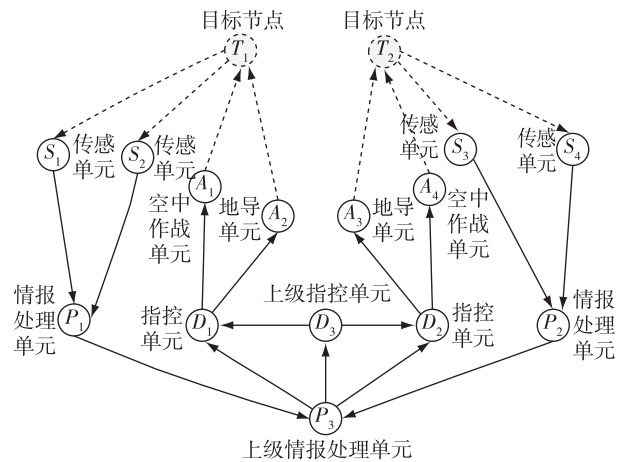 目标节点
目标节点
T₁
T₂
S₁
传感
单元
S₂
传感
单元
传感
单元
S₃
传感
单元
S₄
A₁
空中
作战
单元
地导
单元
A₂
A₃
地导
单元
A₄
空中
作战
单元
情报
处理
单元
P₁
指控
单元
D₁
上级指控单元
D₃
D₂
指控
单元
P₂
情报
处理
单元
P₃
上级情报处理单元